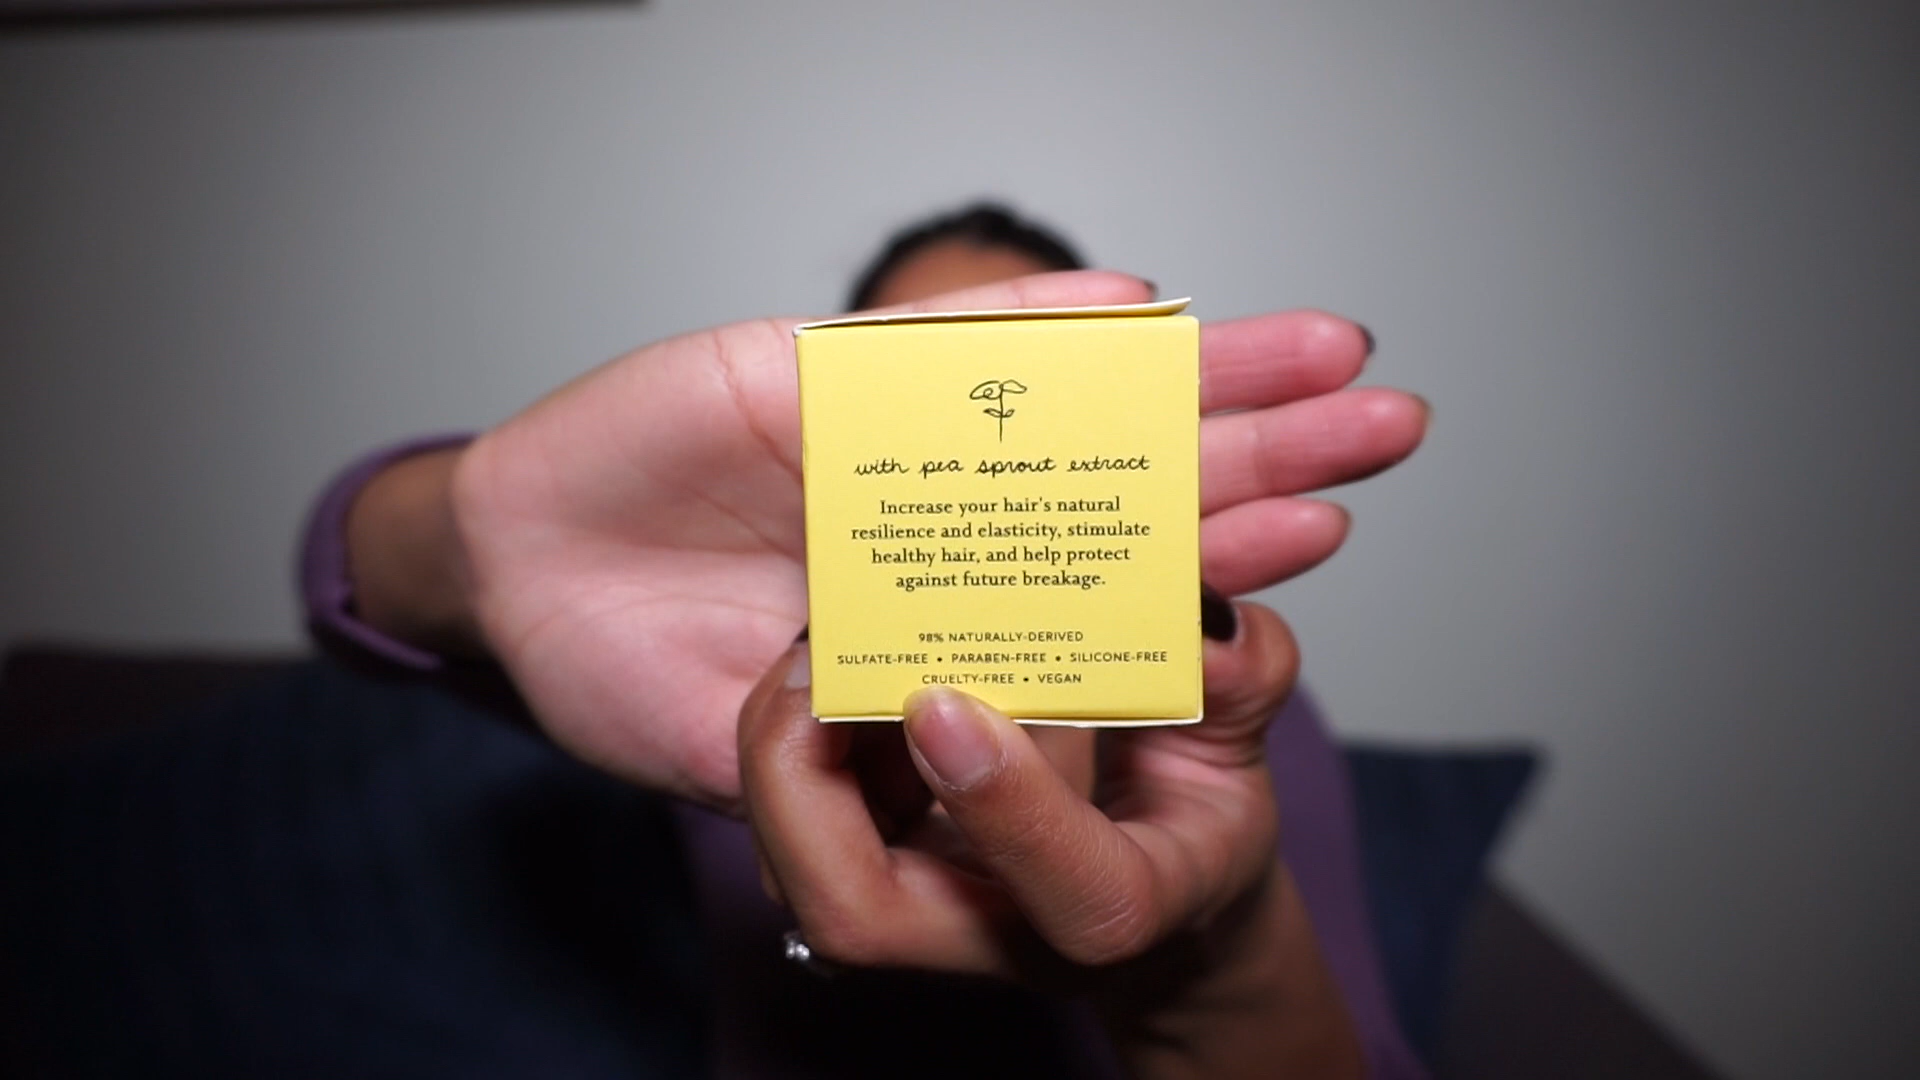 with pea sprout extract
Increase your hair's natural
resilience and elasticity, stimulate
healthy hair, and help protect
against future breakage.
98% NATURALLY-DERIVED
SULFATE-FREE • PARABEN-FREE • SILICONE-FREE
CRUELTY-FREE • VEGAN